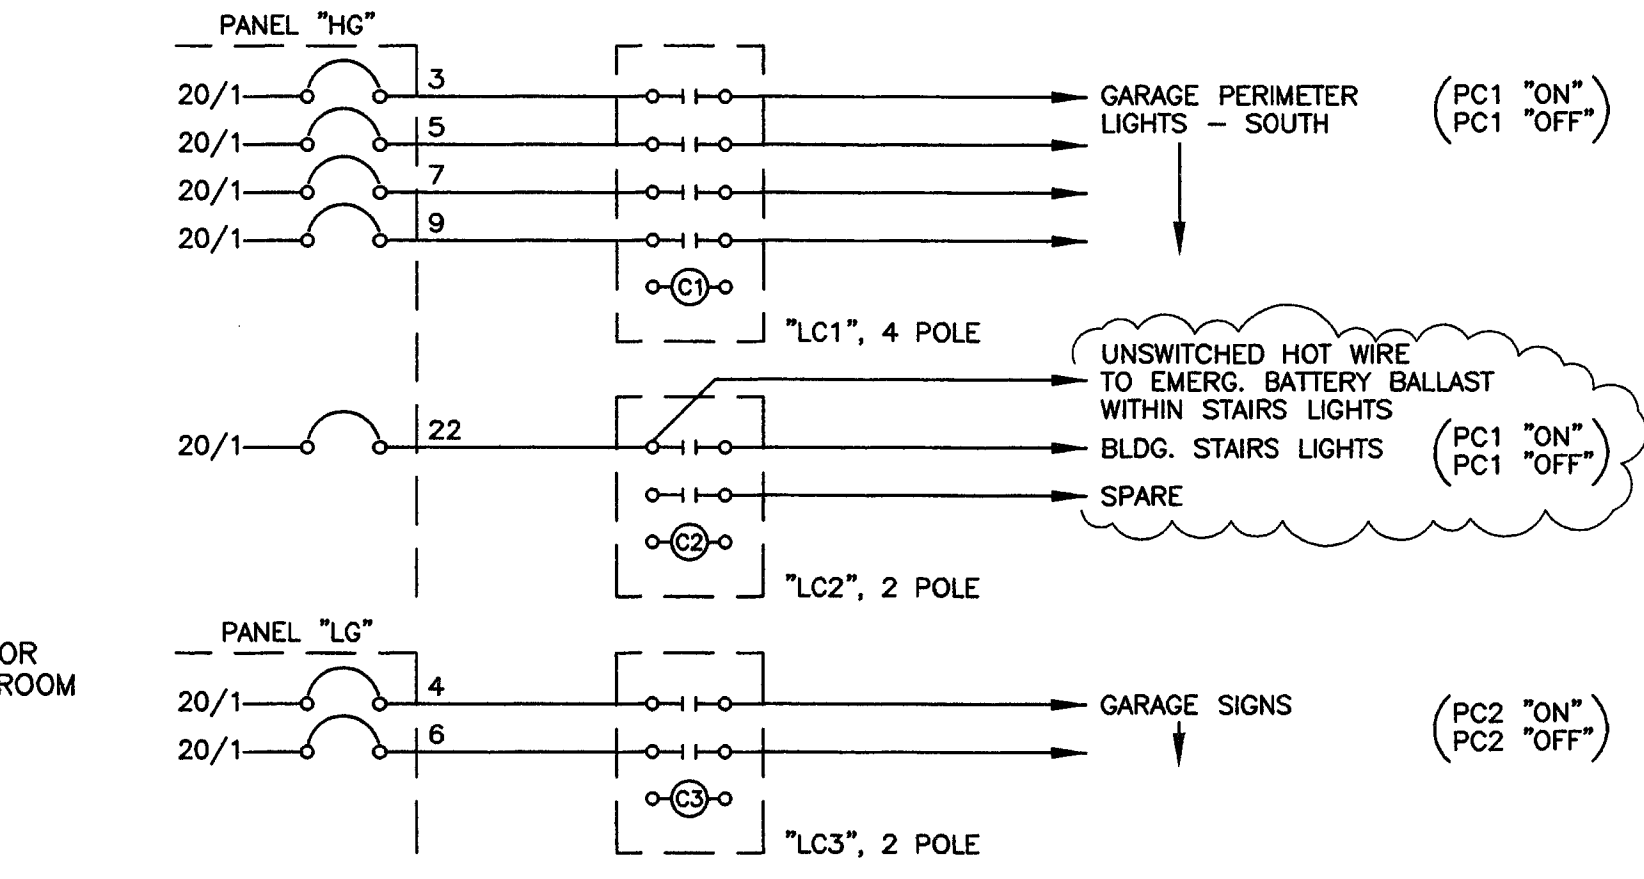 PANEL "HG"
20/1 3 GARAGE PERIMETER (PC1 "ON"
LIGHTS – SOUTH PC1 "OFF")
20/1 5
20/1 7
20/1 9
C1
"LC1", 4 POLE
UNSWITCHED HOT WIRE
TO EMERG. BATTERY BALLAST
WITHIN STAIRS LIGHTS
20/1 22 BLDG. STAIRS LIGHTS (PC1 "ON"
PC1 "OFF")
SPARE
C2
"LC2", 2 POLE
PANEL "LG"
OR
ROOM
20/1 4 GARAGE SIGNS (PC2 "ON"
PC2 "OFF")
20/1 6
C3
"LC3", 2 POLE